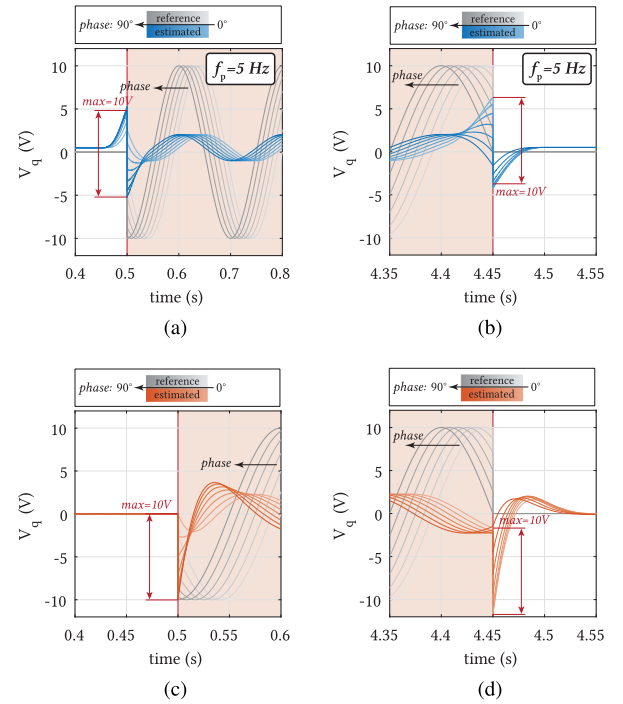 phase: 90° reference 0°
estimated
phase: 90° reference 0°
estimated
10
5
0
-5
-10
V_q (V)
f_p=5 Hz
phase
max=10V
0.4 0.5 0.6 0.7 0.8
time (s)
(a)
10
5
0
-5
-10
V_q (V)
f_p=5 Hz
phase
max=10V
4.35 4.4 4.45 4.5 4.55
time (s)
(b)
phase: 90° reference 0°
estimated
phase: 90° reference 0°
estimated
10
5
0
-5
-10
V_q (V)
phase
max=10V
0.4 0.45 0.5 0.55 0.6
time (s)
(c)
10
5
0
-5
-10
V_q (V)
phase
max=10V
4.35 4.4 4.45 4.5 4.55
time (s)
(d)